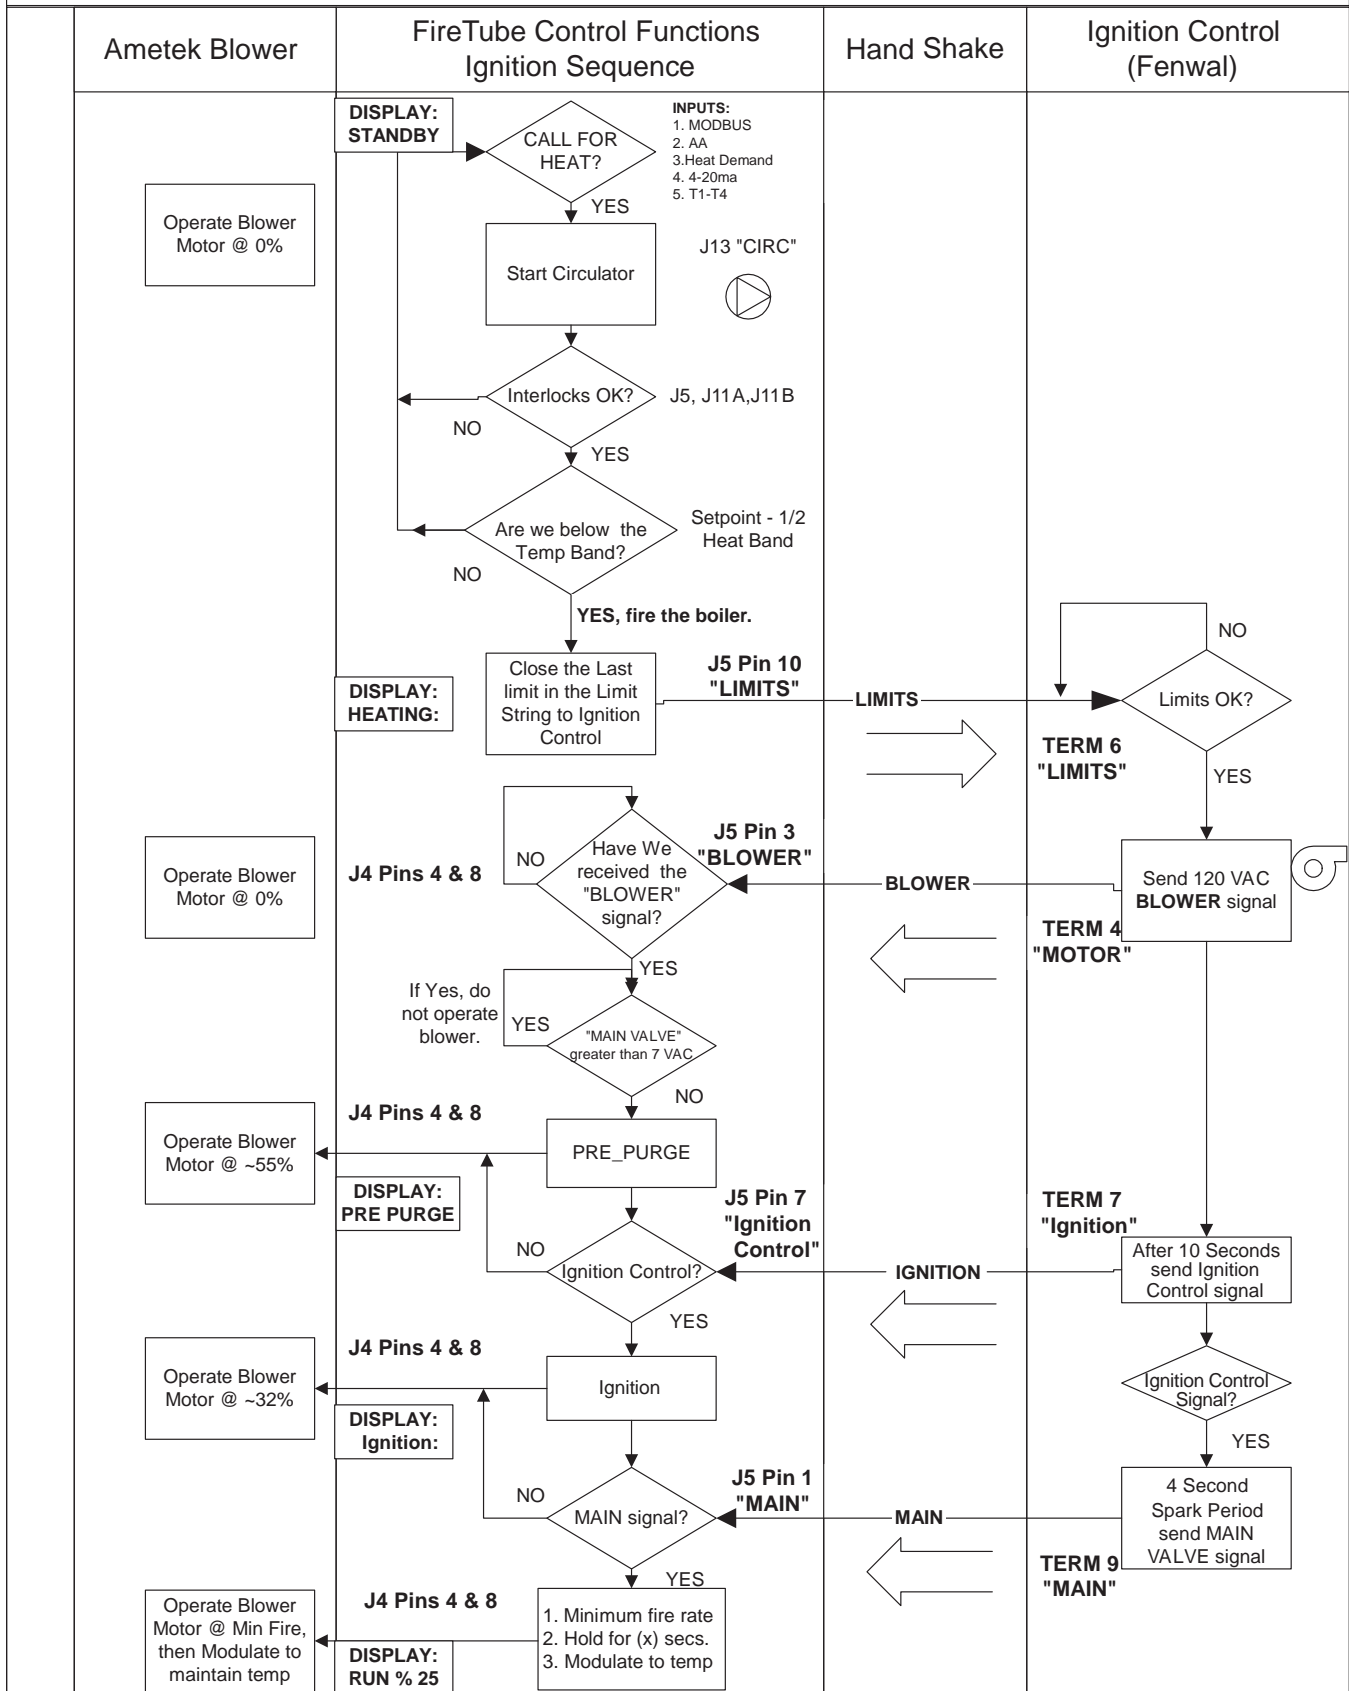 Ametek Blower
FireTube Control Functions
Ignition Sequence
Hand Shake
Ignition Control
(Fenwal)
DISPLAY:
STANDBY
CALL FOR
HEAT?
INPUTS:
1. MODBUS
2. AA
3.Heat Demand
4. 4-20ma
5. T1-T4
YES
Operate Blower
Motor @ 0%
Start Circulator
J13 "CIRC"
Interlocks OK?
J5, J11A,J11B
NO
YES
Are we below the
Temp Band?
Setpoint - 1/2
Heat Band
NO
YES, fire the boiler.
NO
DISPLAY:
HEATING:
Close the Last
limit in the Limit
String to Ignition
Control
J5 Pin 10
"LIMITS"
LIMITS
Limits OK?
TERM 6
"LIMITS"
YES
Operate Blower
Motor @ 0%
J4 Pins 4 & 8
NO
Have We
received the
"BLOWER"
signal?
J5 Pin 3
"BLOWER"
BLOWER
Send 120 VAC
BLOWER signal
TERM 4
"MOTOR"
YES
If Yes, do
not operate
blower.
YES
"MAIN VALVE"
greater than 7 VAC
NO
J4 Pins 4 & 8
Operate Blower
Motor @ ~55%
PRE_PURGE
DISPLAY:
PRE PURGE
J5 Pin 7
"Ignition
Control"
TERM 7
"Ignition"
NO
Ignition Control?
IGNITION
After 10 Seconds
send Ignition
Control signal
YES
J4 Pins 4 & 8
Operate Blower
Motor @ ~32%
Ignition
Ignition Control
Signal?
DISPLAY:
Ignition:
YES
NO
MAIN signal?
J5 Pin 1
"MAIN"
MAIN
4 Second
Spark Period
send MAIN
VALVE signal
TERM 9
"MAIN"
YES
J4 Pins 4 & 8
Operate Blower
Motor @ Min Fire,
then Modulate to
maintain temp
1. Minimum fire rate
2. Hold for (x) secs.
3. Modulate to temp
DISPLAY:
RUN % 25